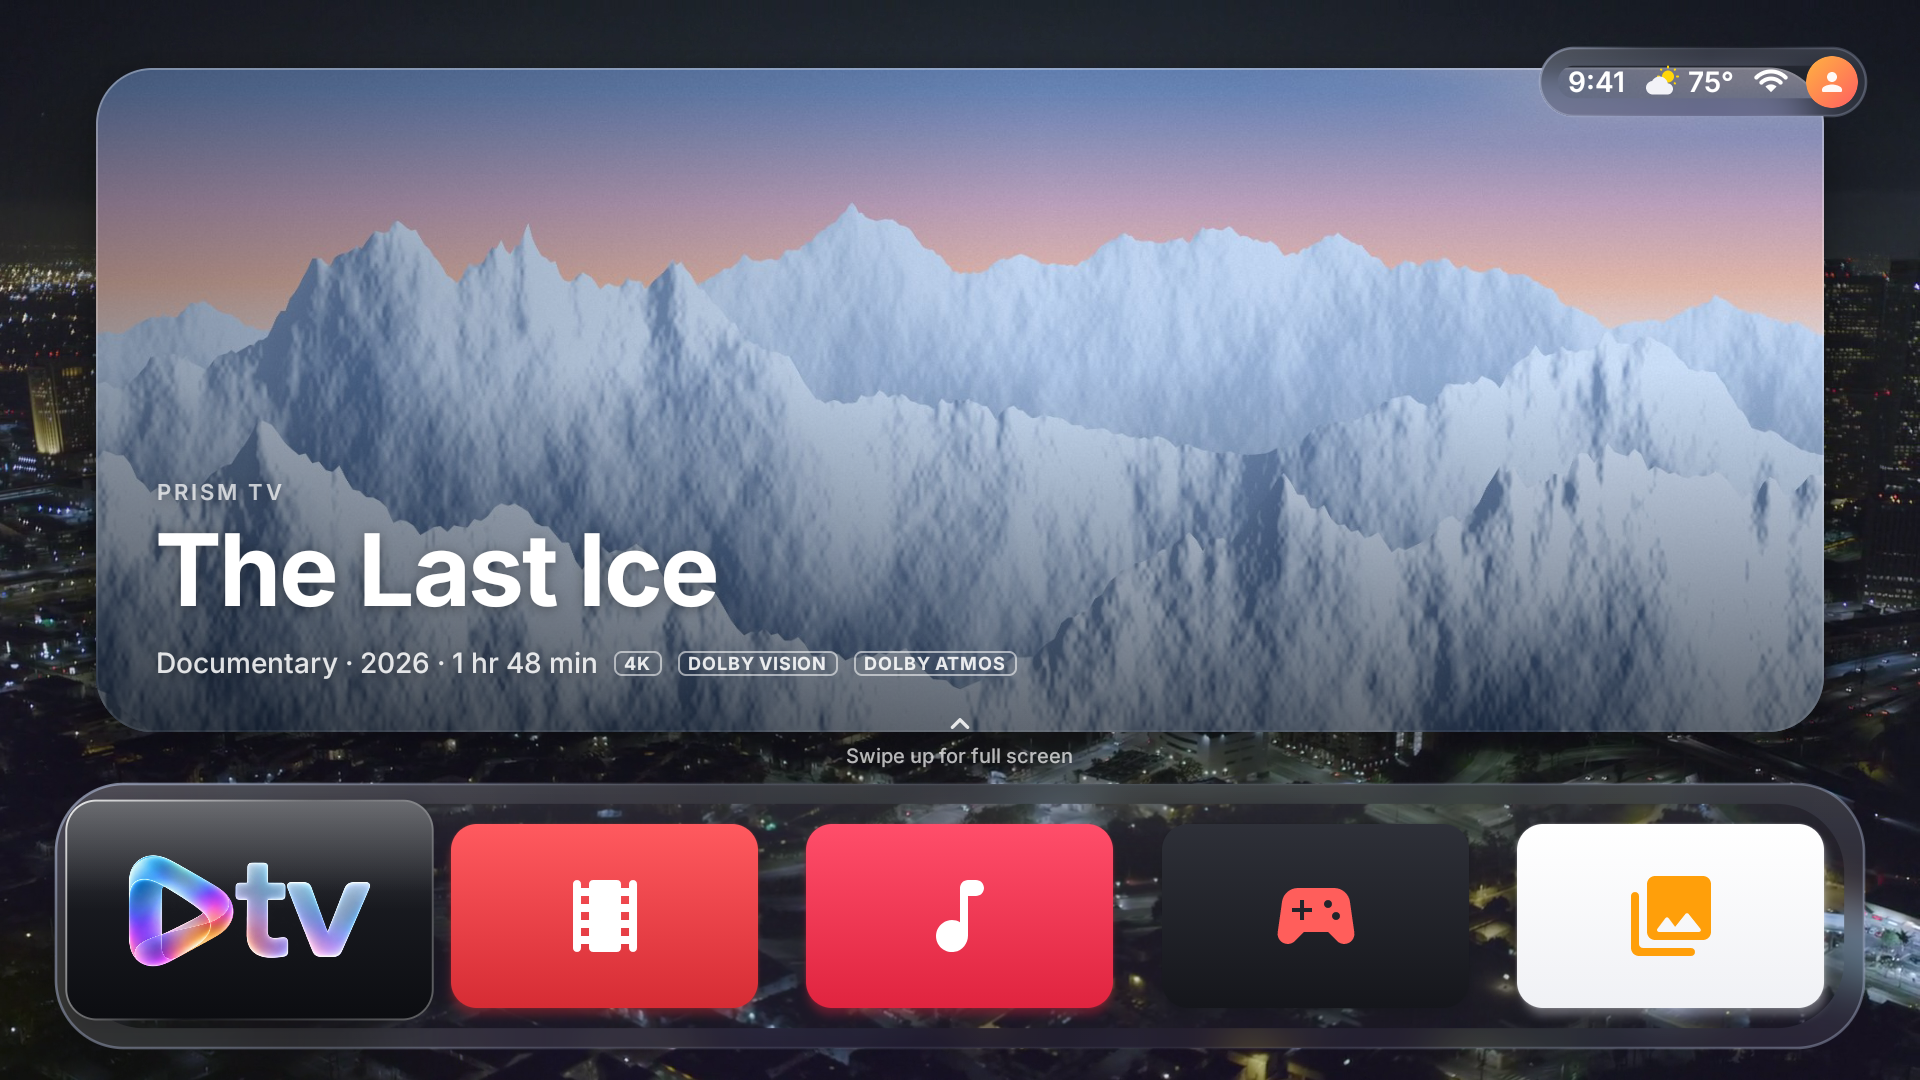 9:41 75°
PRISM TV
The Last Ice
Documentary · 2026 · 1 hr 48 min 4K DOLBY VISION DOLBY ATMOS
Swipe up for full screen
tv